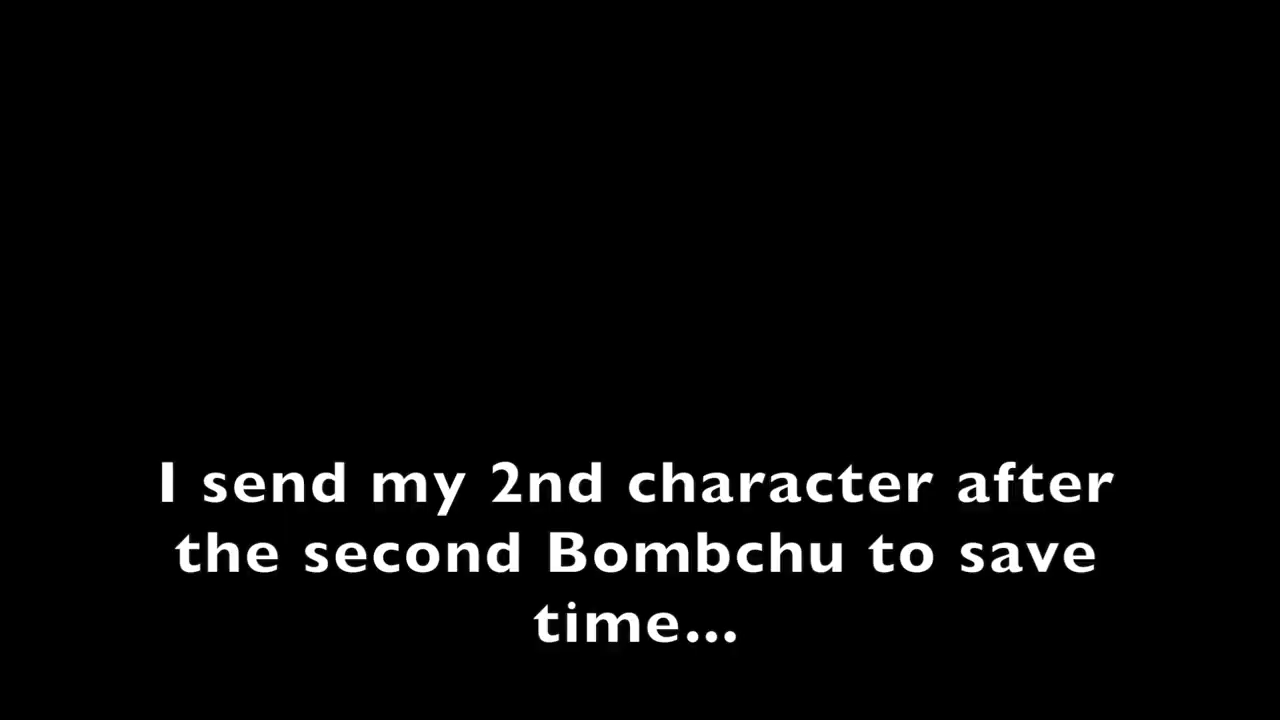 I send my 2nd character after
the second Bombchu to save
time...